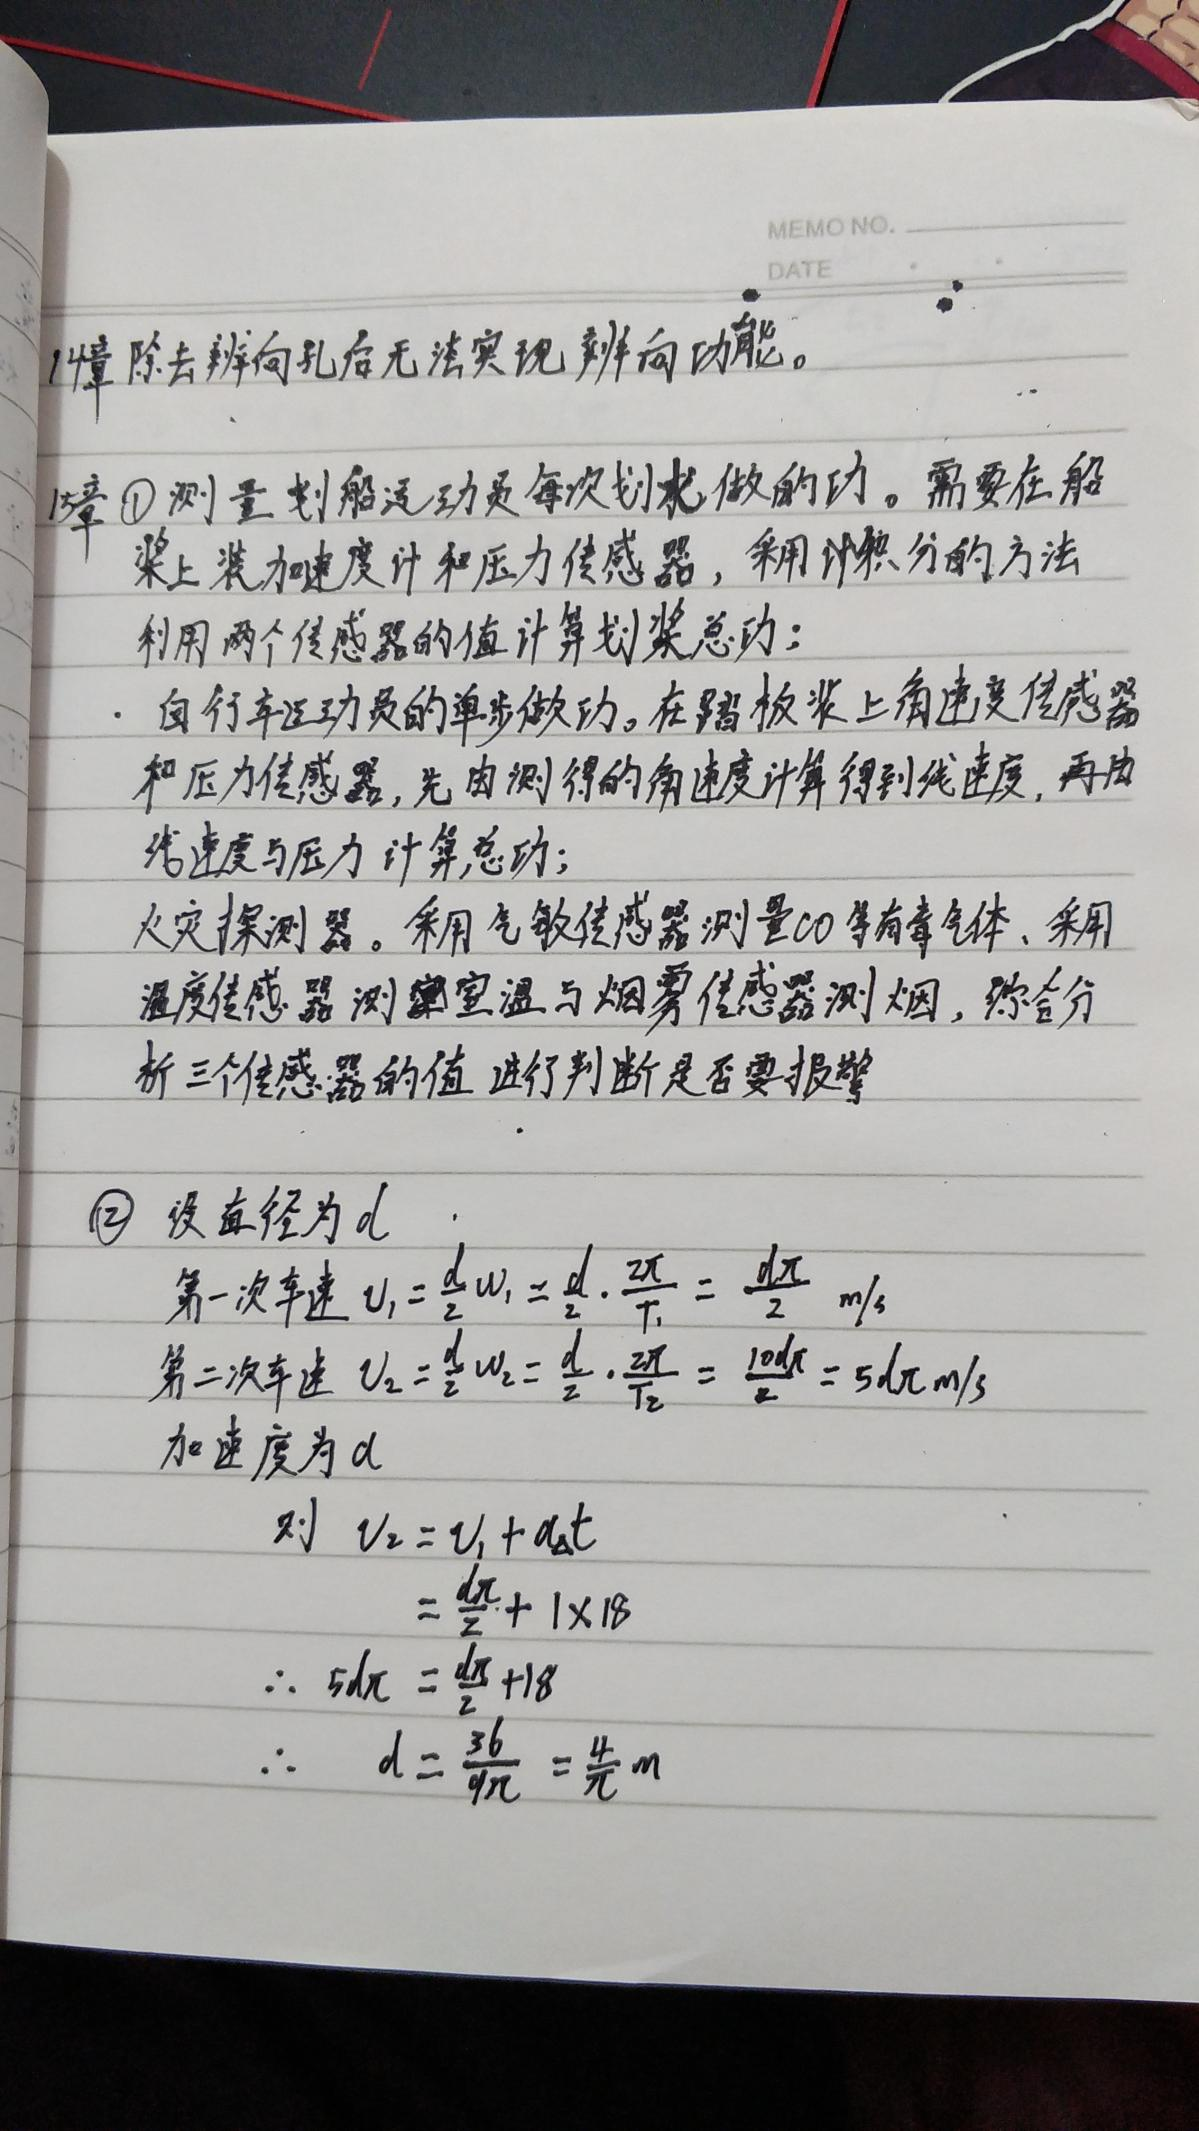 MEMO NO.
DATE
14章 除去辨向孔后无法实现辨向功能。
15章 ① 测量划船运动员每次划水做的功。需要在船
桨上装加速度计和压力传感器，采用计积分的方法
利用两个传感器的值计算划桨总功；
自行车运动员的单步做功。在踏板装上角速度传感器
和压力传感器，先由测得的角速度计算得到线速度，再由
线速度与压力计算总功；
火灾探测器。采用气敏传感器测量CO等有毒气体、采用
温度传感器测室温与烟雾传感器测烟，综合分
析三个传感器的值进行判断是否要报警
⑫ 设直径为d
第一次车速 v₁ = d/2 w₁ = d/2 · 2π/T₁ = dπ/2 m/s
第二次车速 v₂ = d/2 w₂ = d/2 · 2π/T₂ = 10dπ/2 = 5dπ m/s
加速度为a
则 v₂ = v₁ + a△t
= dπ/2 + 1×18
∴ 5dπ = dπ/2 + 18
∴ d = 36/9π = 4/π m